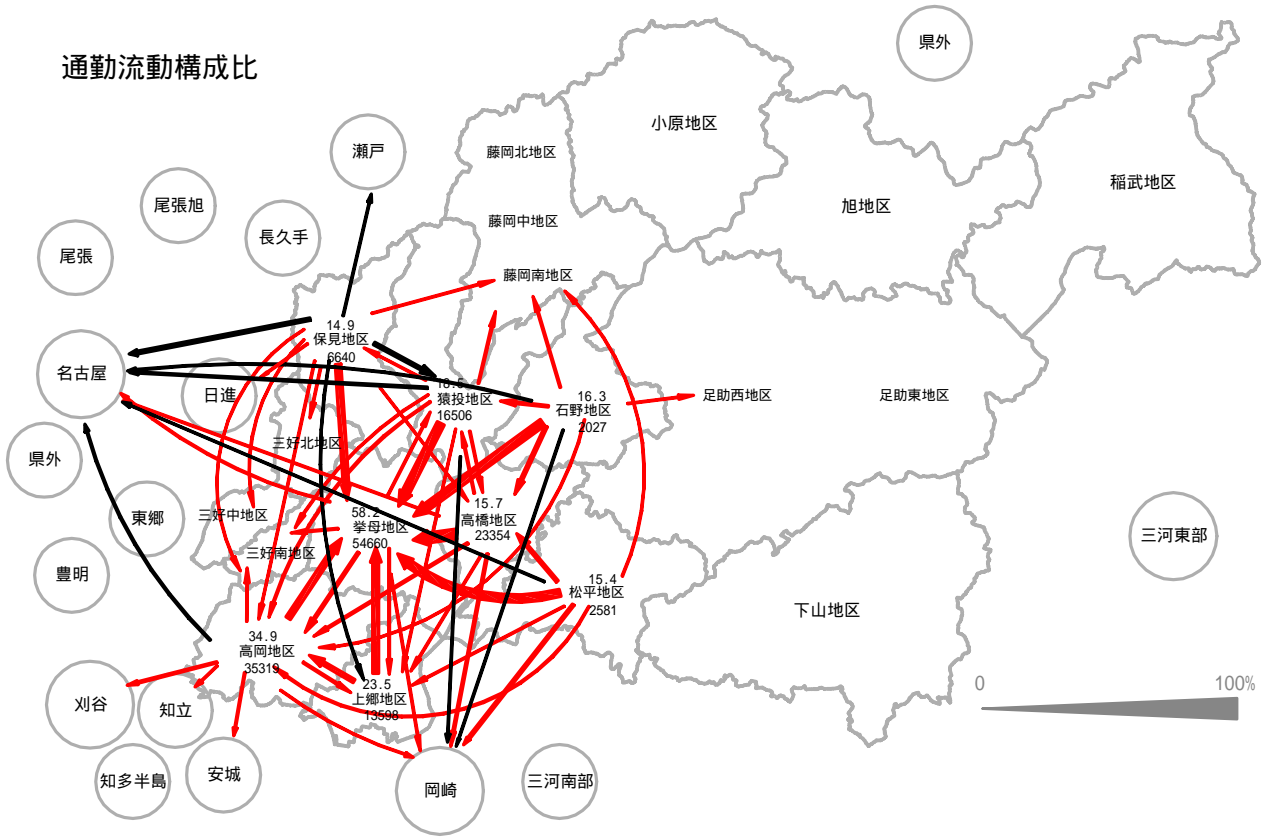 通勤流動構成比
県外
瀬戸
小原地区
藤岡北地区
稲武地区
尾張旭
旭地区
藤岡中地区
長久手
尾張
藤岡南地区
14.9
保見地区
6640
名古屋
日進
18.5
猿投地区
16506
16.3
石野地区
2027
足助西地区
足助東地区
三好北地区
県外
東郷
三好中地区
58.2
挙母地区
54660
15.7
高橋地区
23354
三河東部
三好南地区
豊明
15.4
松平地区
2581
下山地区
34.9
高岡地区
35319
23.5
上郷地区
13598
0
100%
刈谷
知立
知多半島
安城
岡崎
三河南部